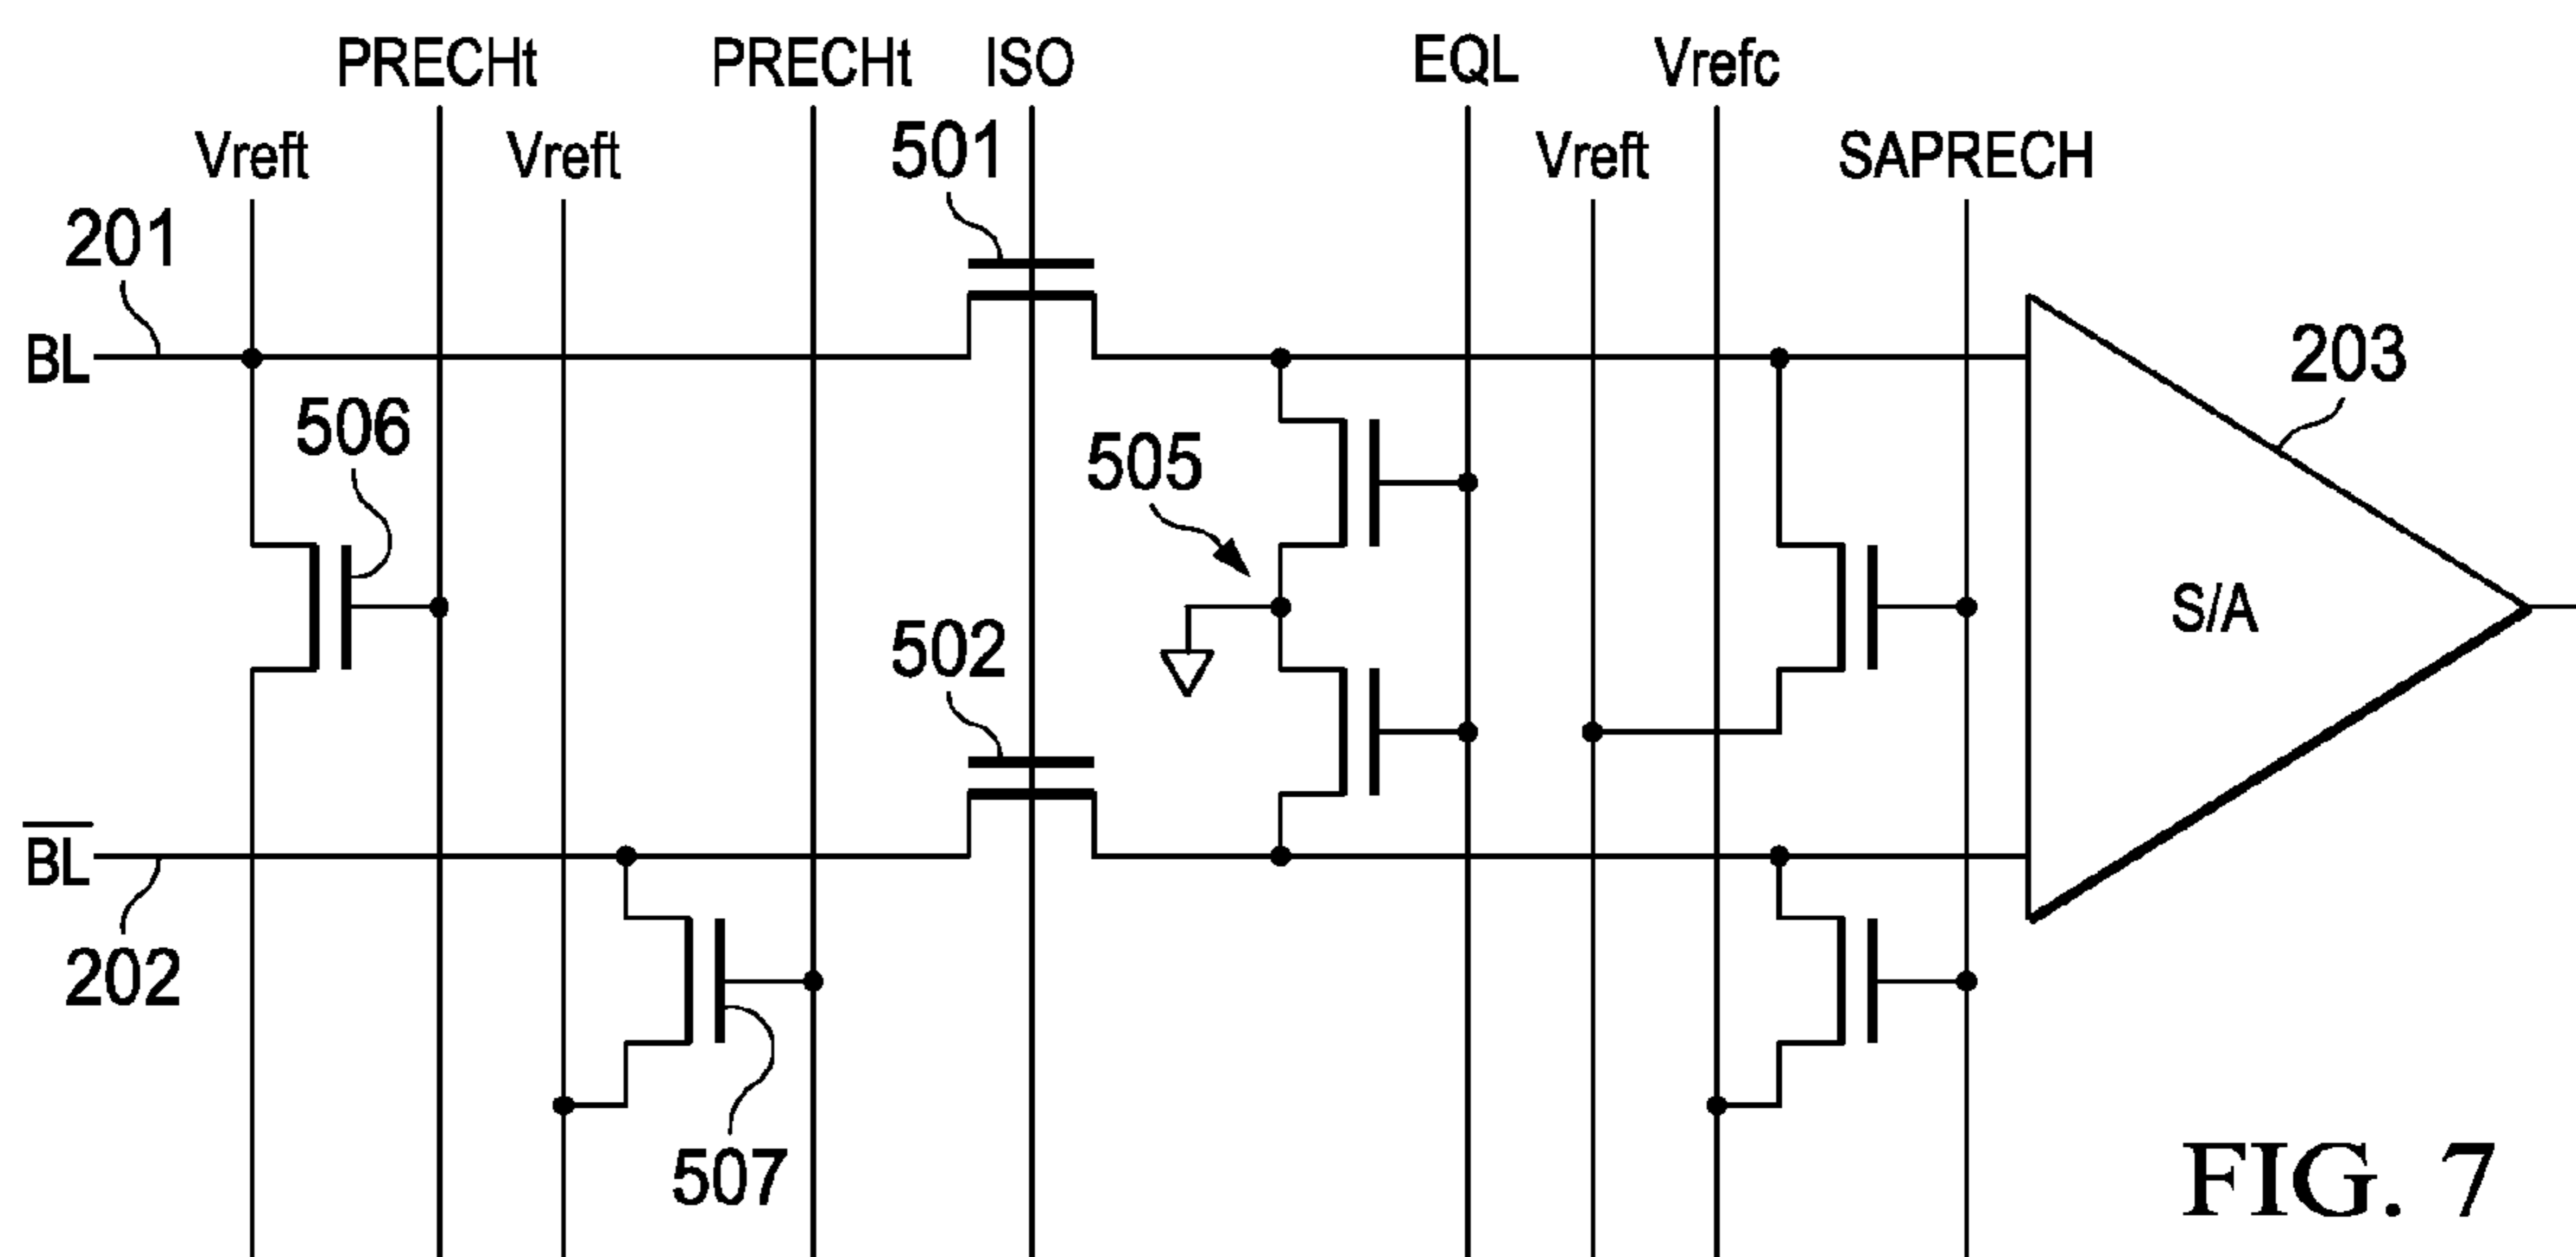 PRECHt PRECHt ISO EQL Vrefc
Vreft Vreft 501 Vreft SAPRECH
201
BL
506
203
505
S/A
502
BL
202
507
FIG. 7